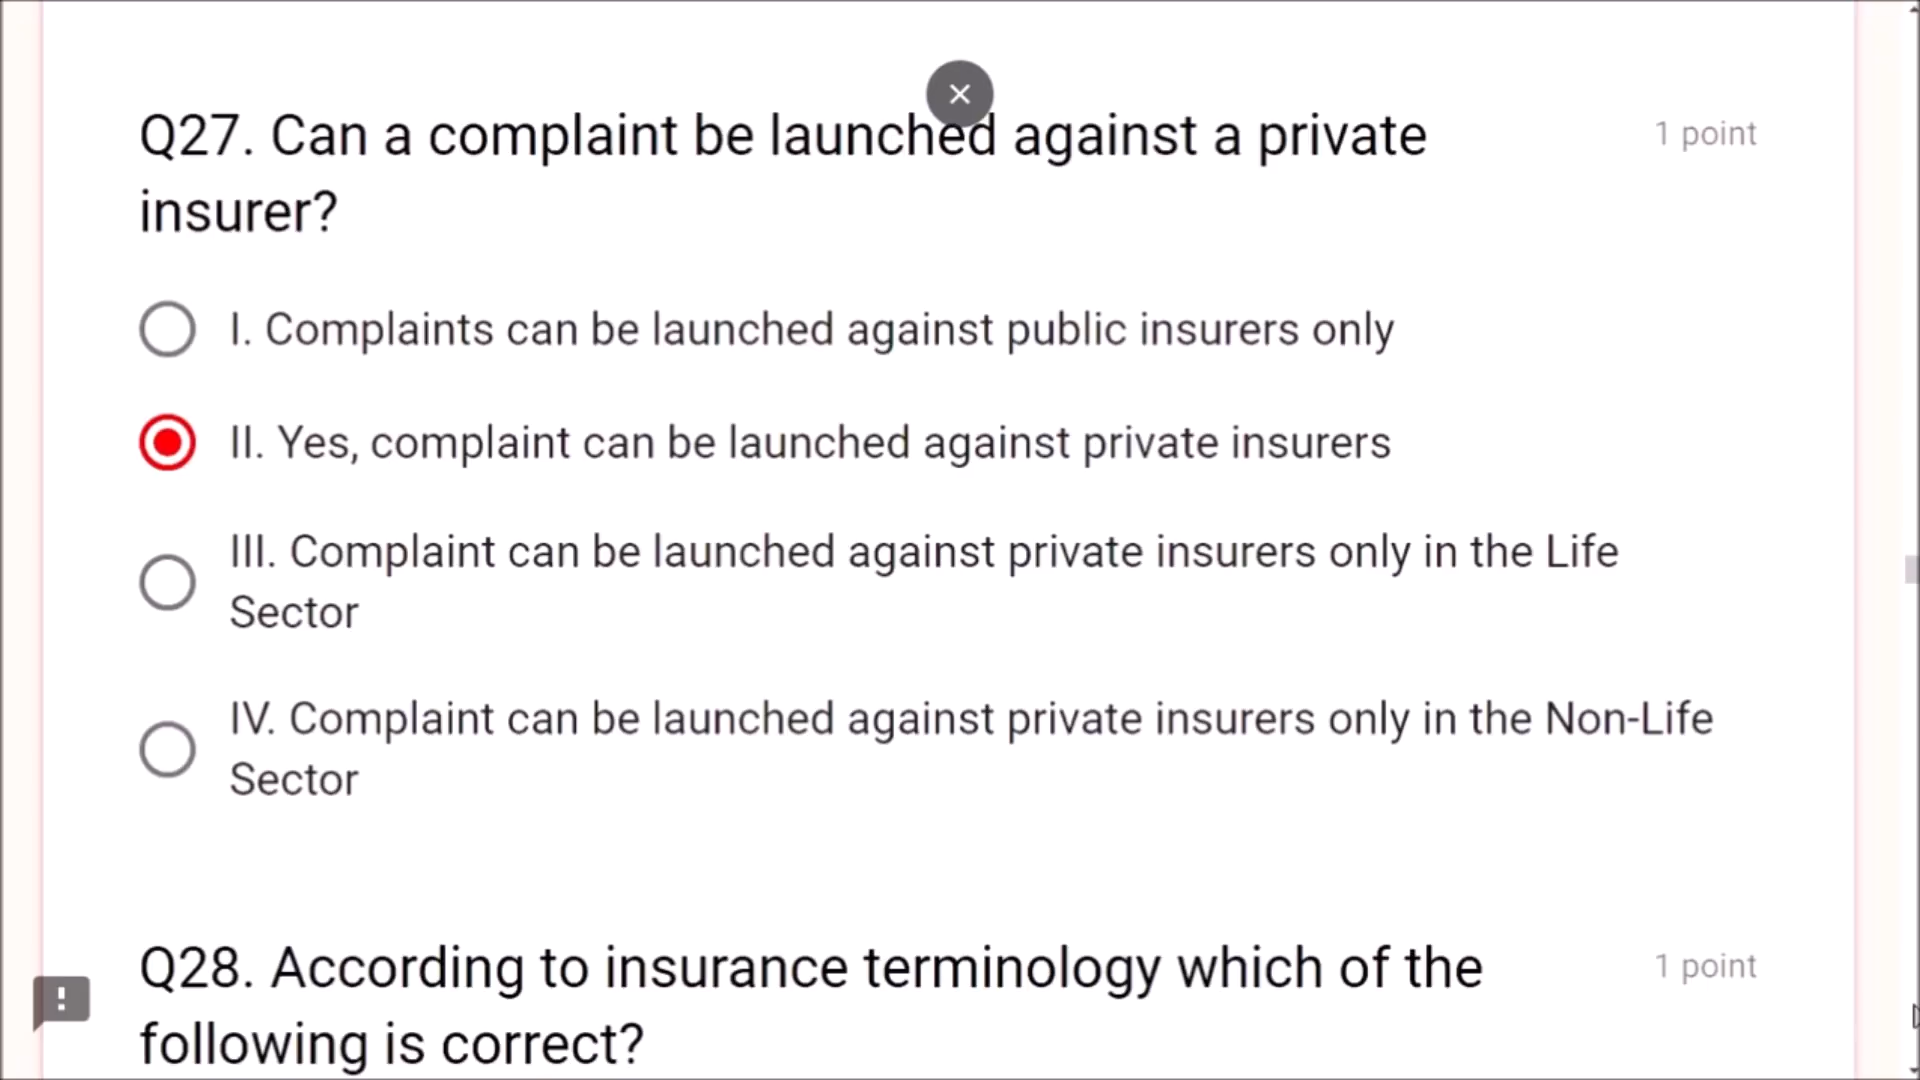 Q27. Can a complaint be launched against a private
1 point
insurer?
I. Complaints can be launched against public insurers only
II. Yes, complaint can be launched against private insurers
III. Complaint can be launched against private insurers only in the Life
Sector
IV. Complaint can be launched against private insurers only in the Non-Life
Sector
Q28. According to insurance terminology which of the
1 point
following is correct?